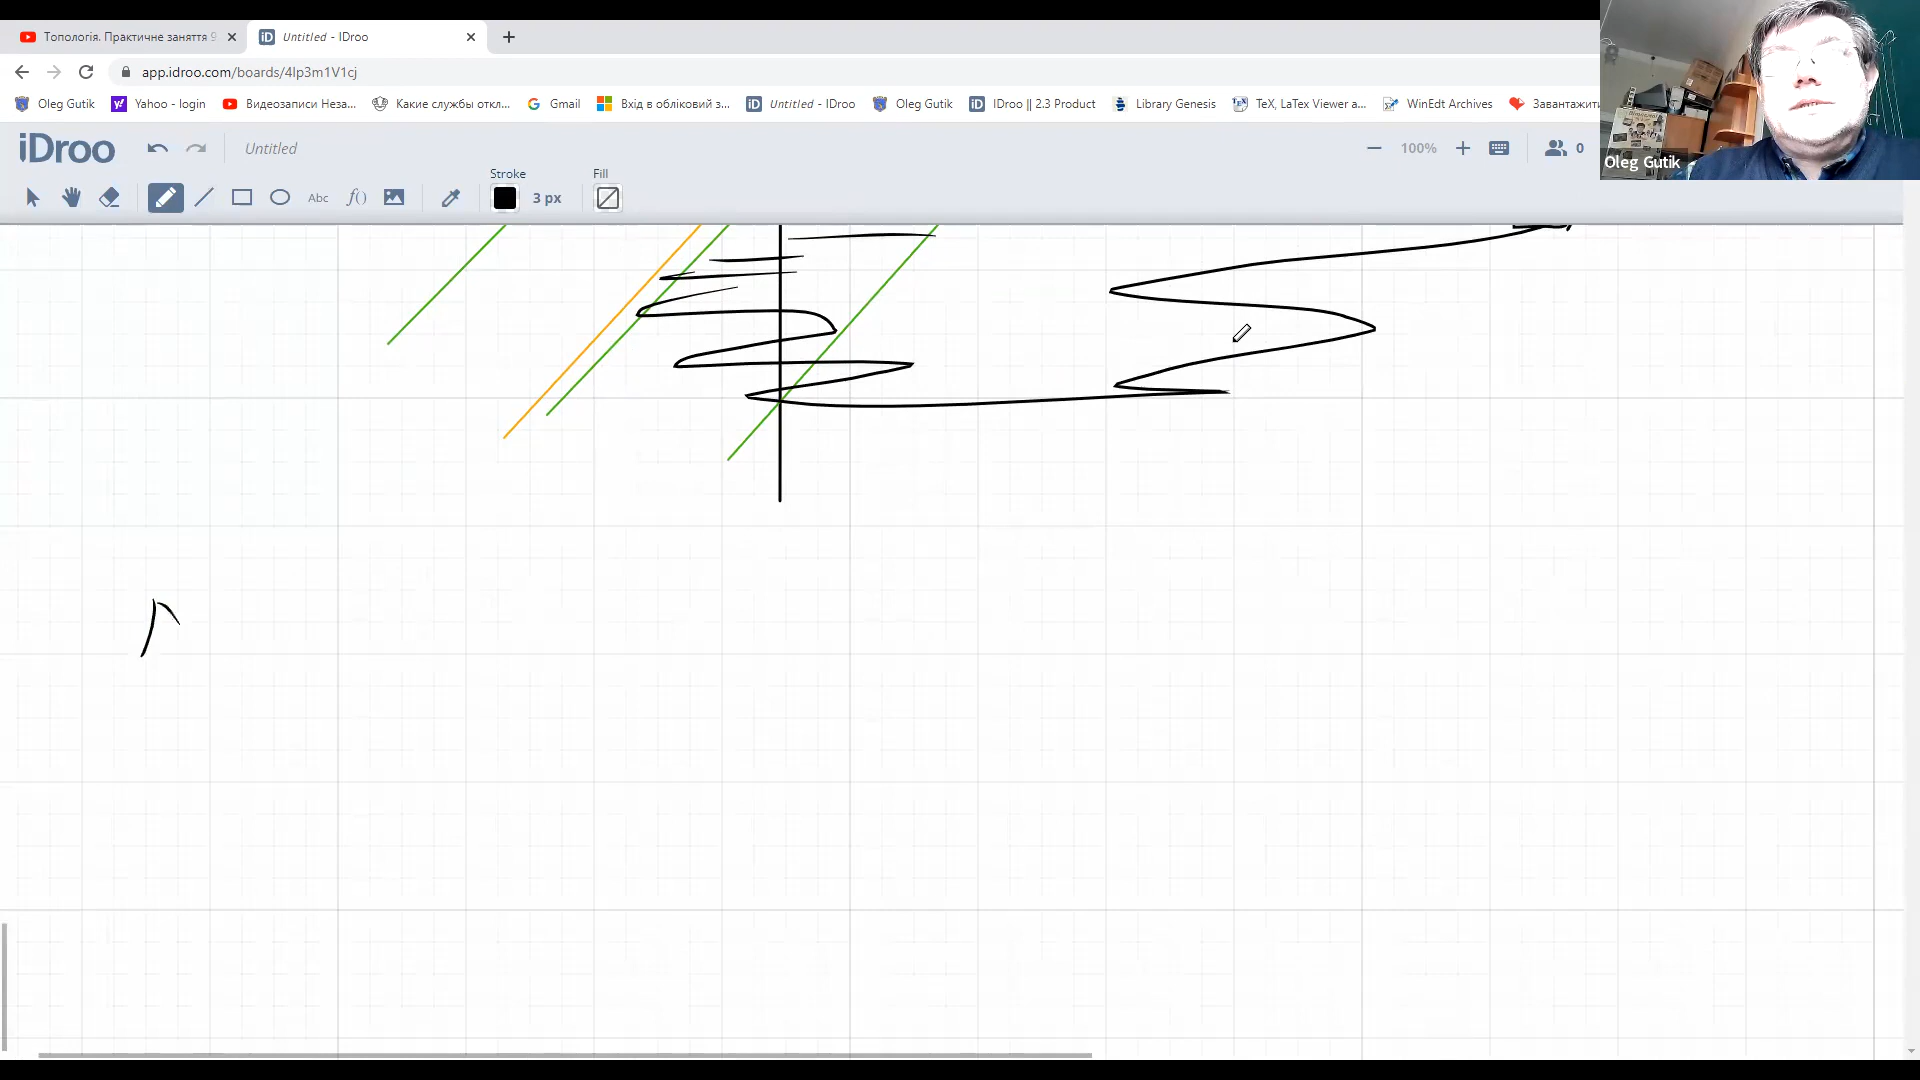 Топологія. Практичне заняття 9
Untitled - IDroo
app.idroo.com/boards/4lp3m1V1cj
Oleg Gutik
Yahoo - login
Видеозаписи Неза...
Какие службы откл...
Gmail
Вхід в обліковий з...
Untitled - IDroo
Oleg Gutik
IDroo || 2.3 Product
Library Genesis
TeX, LaTex Viewer a...
WinEdt Archives
Завантажити
iDroo
Untitled
100%
0
Oleg Gutik
Stroke
Fill
Abc
f()
3 px